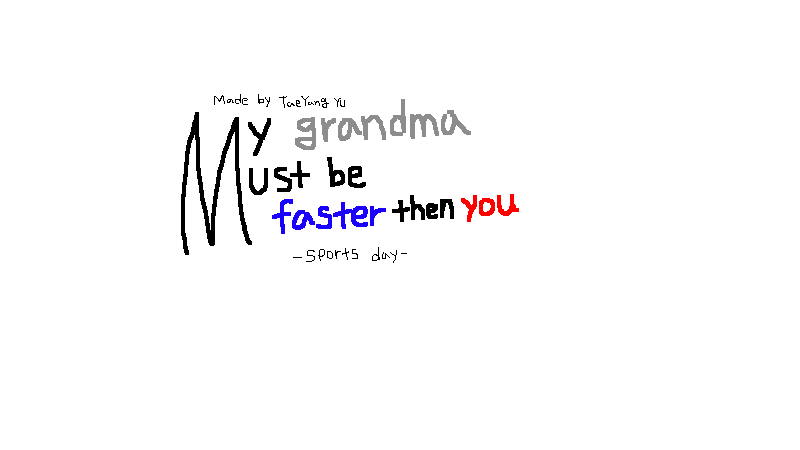 Made by TaeYang Yu
My grandma
Must be
faster then you
-Sports day-